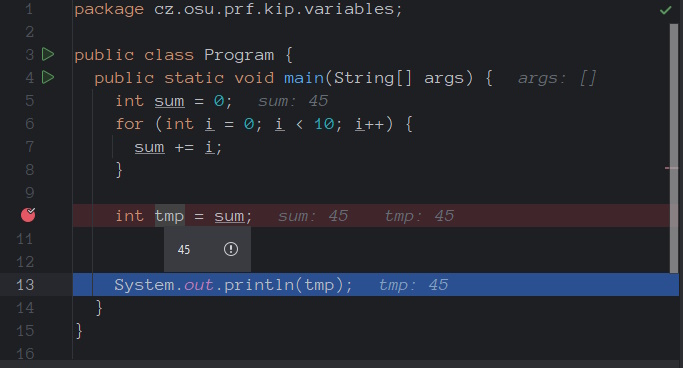 1 package cz.osu.prf.kip.variables;
2
3 public class Program {
4 public static void main(String[] args) { args: []
5 int sum = 0; sum: 45
6 for (int i = 0; i < 10; i++) {
7 sum += i;
8 }
9
int tmp = sum; sum: 45 tmp: 45
11
45
12
13 System.out.println(tmp); tmp: 45
14 }
15 }
16